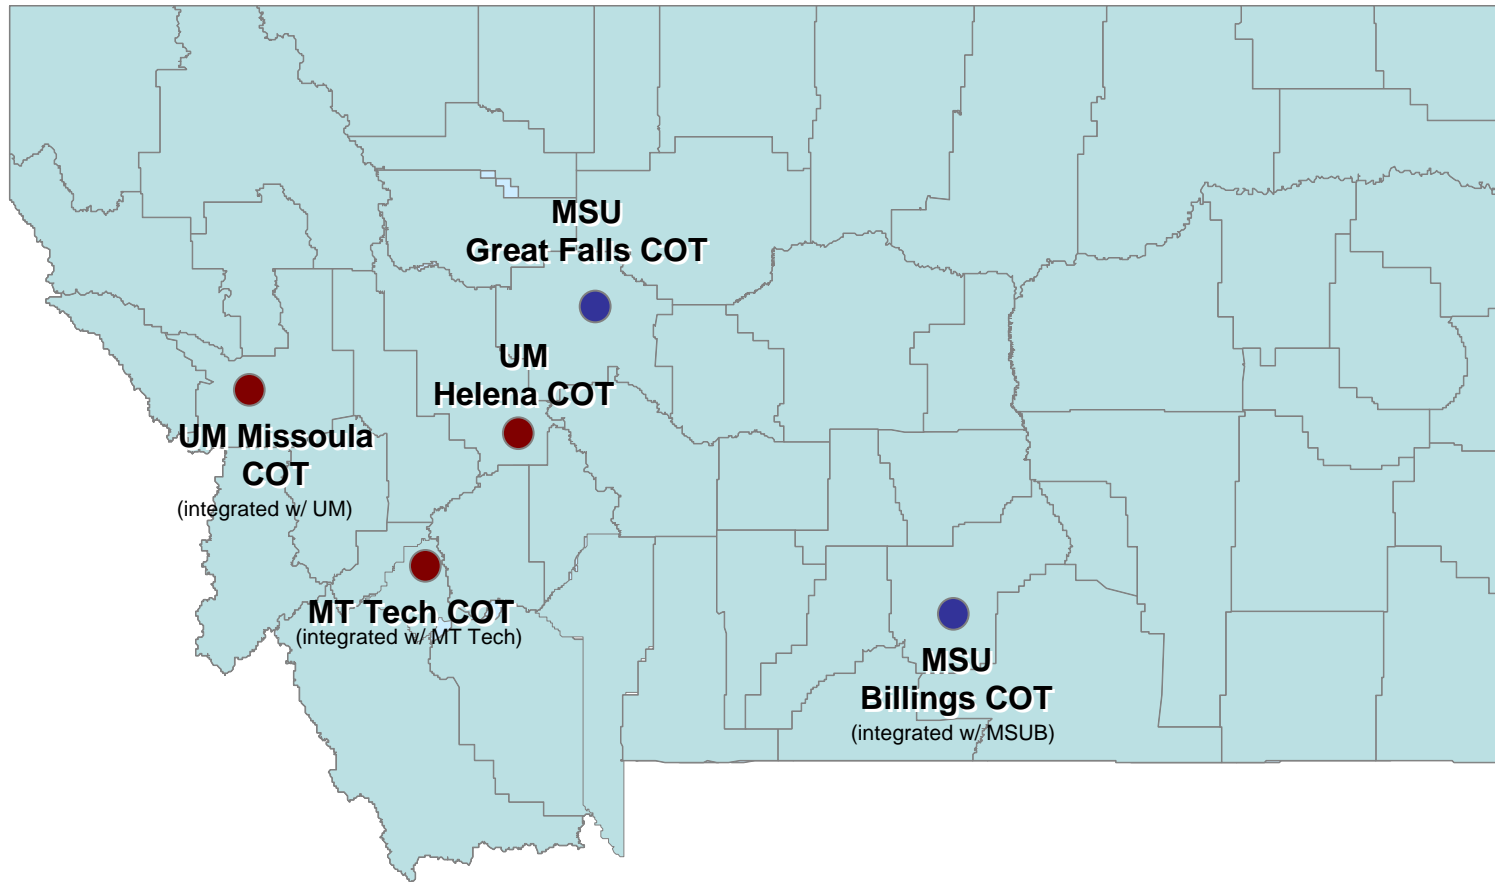 MSU
Great Falls COT
UM
Helena COT
UM Missoula
COT
(integrated w/ UM)
MT Tech COT
(integrated w/ MT Tech)
MSU
Billings COT
(integrated w/ MSUB)